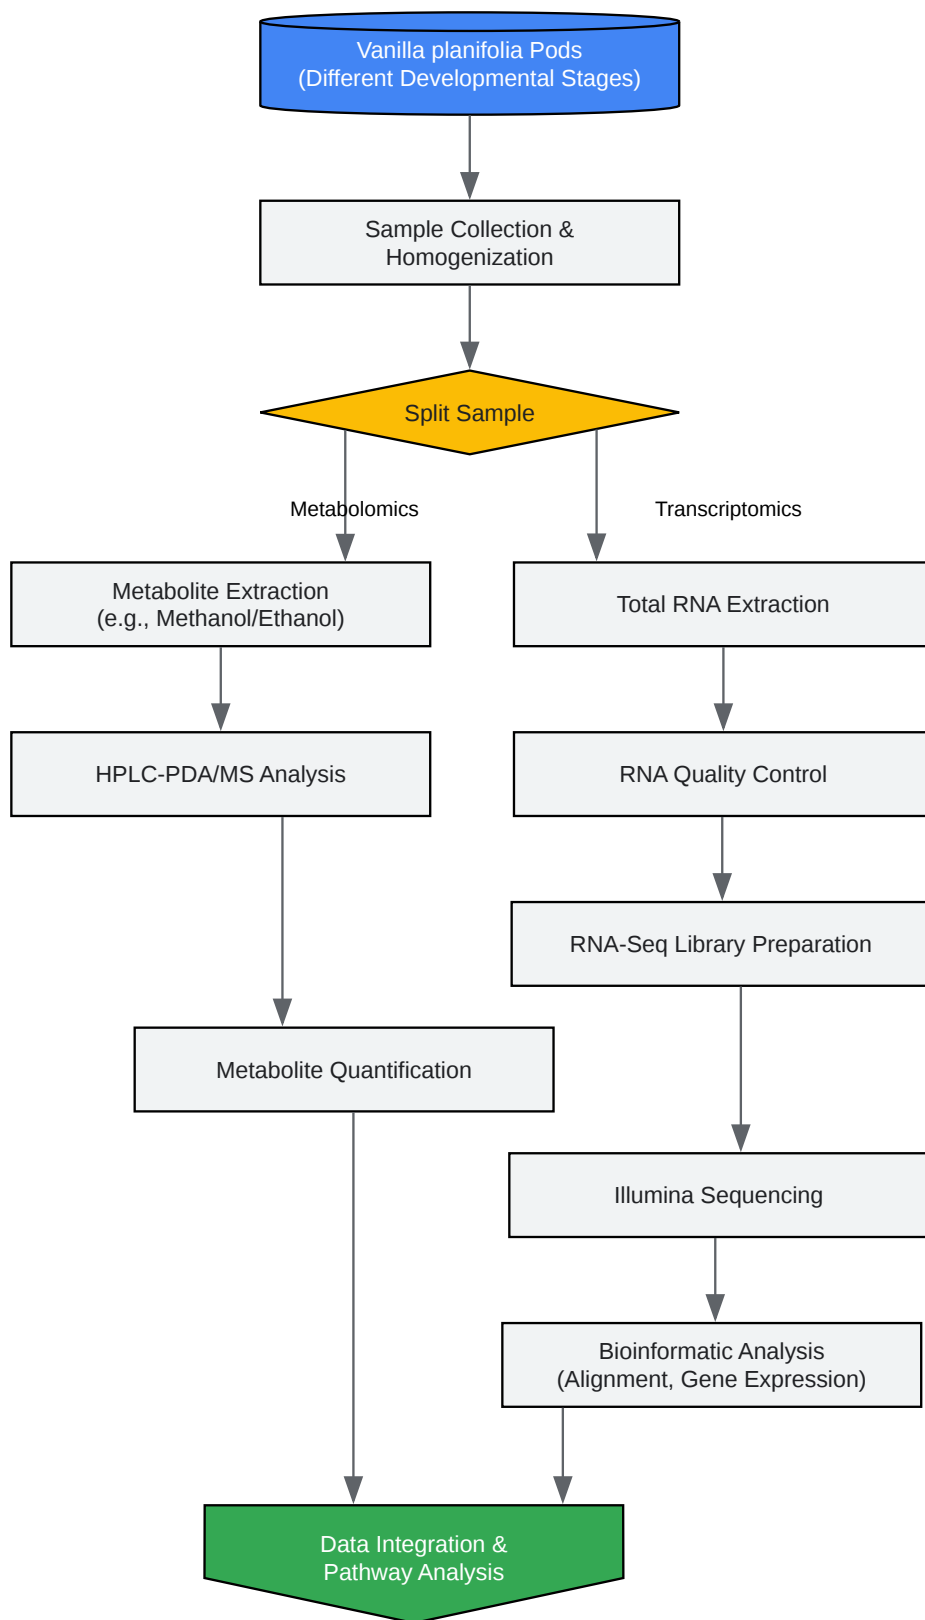 Vanilla planifolia Pods
(Different Developmental Stages)
Sample Collection &
Homogenization
Split Sample
Metabolomics
Transcriptomics
Metabolite Extraction
(e.g., Methanol/Ethanol)
Total RNA Extraction
HPLC-PDA/MS Analysis
RNA Quality Control
RNA-Seq Library Preparation
Metabolite Quantification
Illumina Sequencing
Bioinformatic Analysis
(Alignment, Gene Expression)
Data Integration &
Pathway Analysis